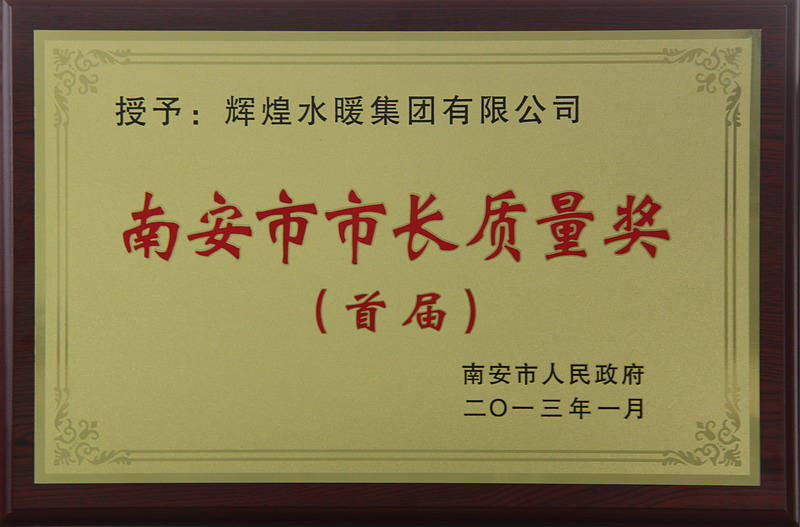 授予：辉煌水暖集团有限公司
南安市市长质量奖
（首届）
南安市人民政府
二〇一三年一月